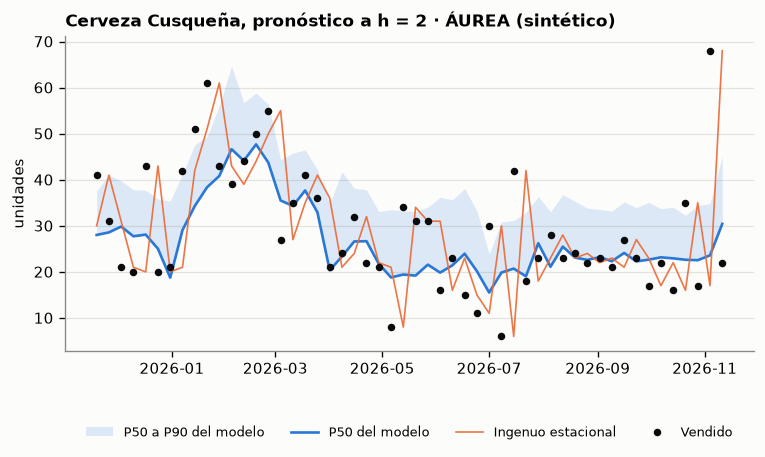 Cerveza Cusqueña, pronóstico a h = 2 · ÁUREA (sintético)
70
60
50
40
30
20
10
unidades
2026-01
2026-03
2026-05
2026-07
2026-09
2026-11
P50 a P90 del modelo
P50 del modelo
Ingenuo estacional
Vendido